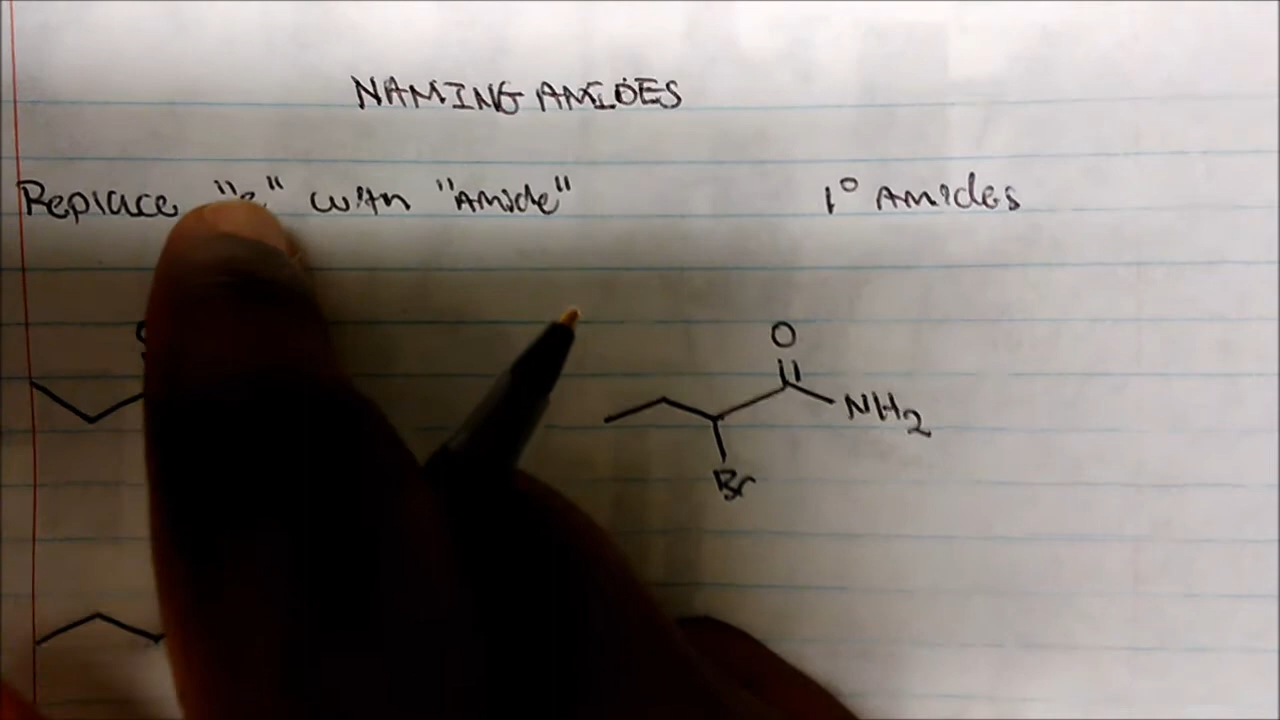 NAMING AMIDES
Replace "e" with "Amide" 1° Amides
O
NH2
Br